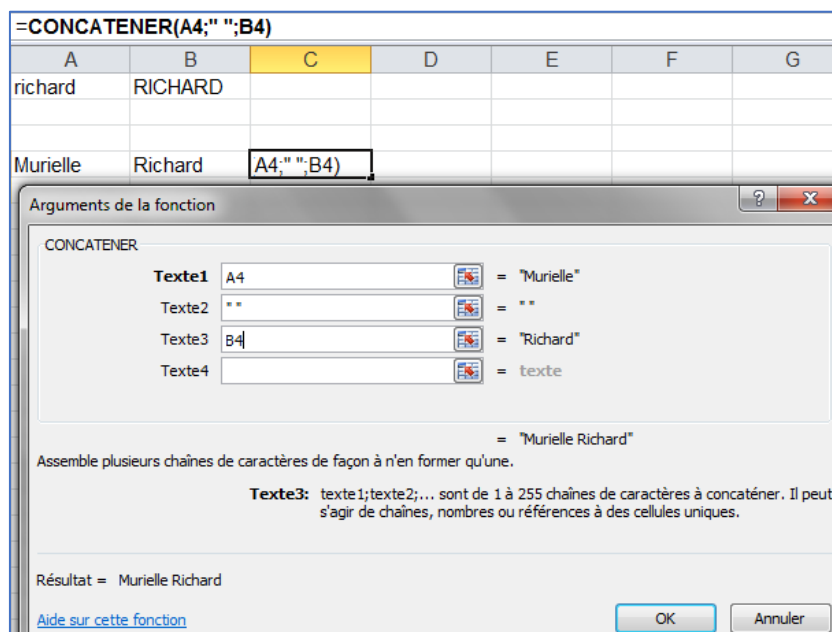 =CONCATENER(A4;" ";B4)
A B C D E F G
richard RICHARD
Murielle Richard A4;" ";B4)
Arguments de la fonction
? X
CONCATENER
Texte1 A4 = "Murielle"
Texte2 " " = " "
Texte3 B4 = "Richard"
Texte4 = texte
= "Murielle Richard"
Assemble plusieurs chaînes de caractères de façon à n'en former qu'une.
Texte3: texte1;texte2;... sont de 1 à 255 chaînes de caractères à concaténer. Il peut
s'agir de chaînes, nombres ou références à des cellules uniques.
Résultat = Murielle Richard
Aide sur cette fonction OK Annuler